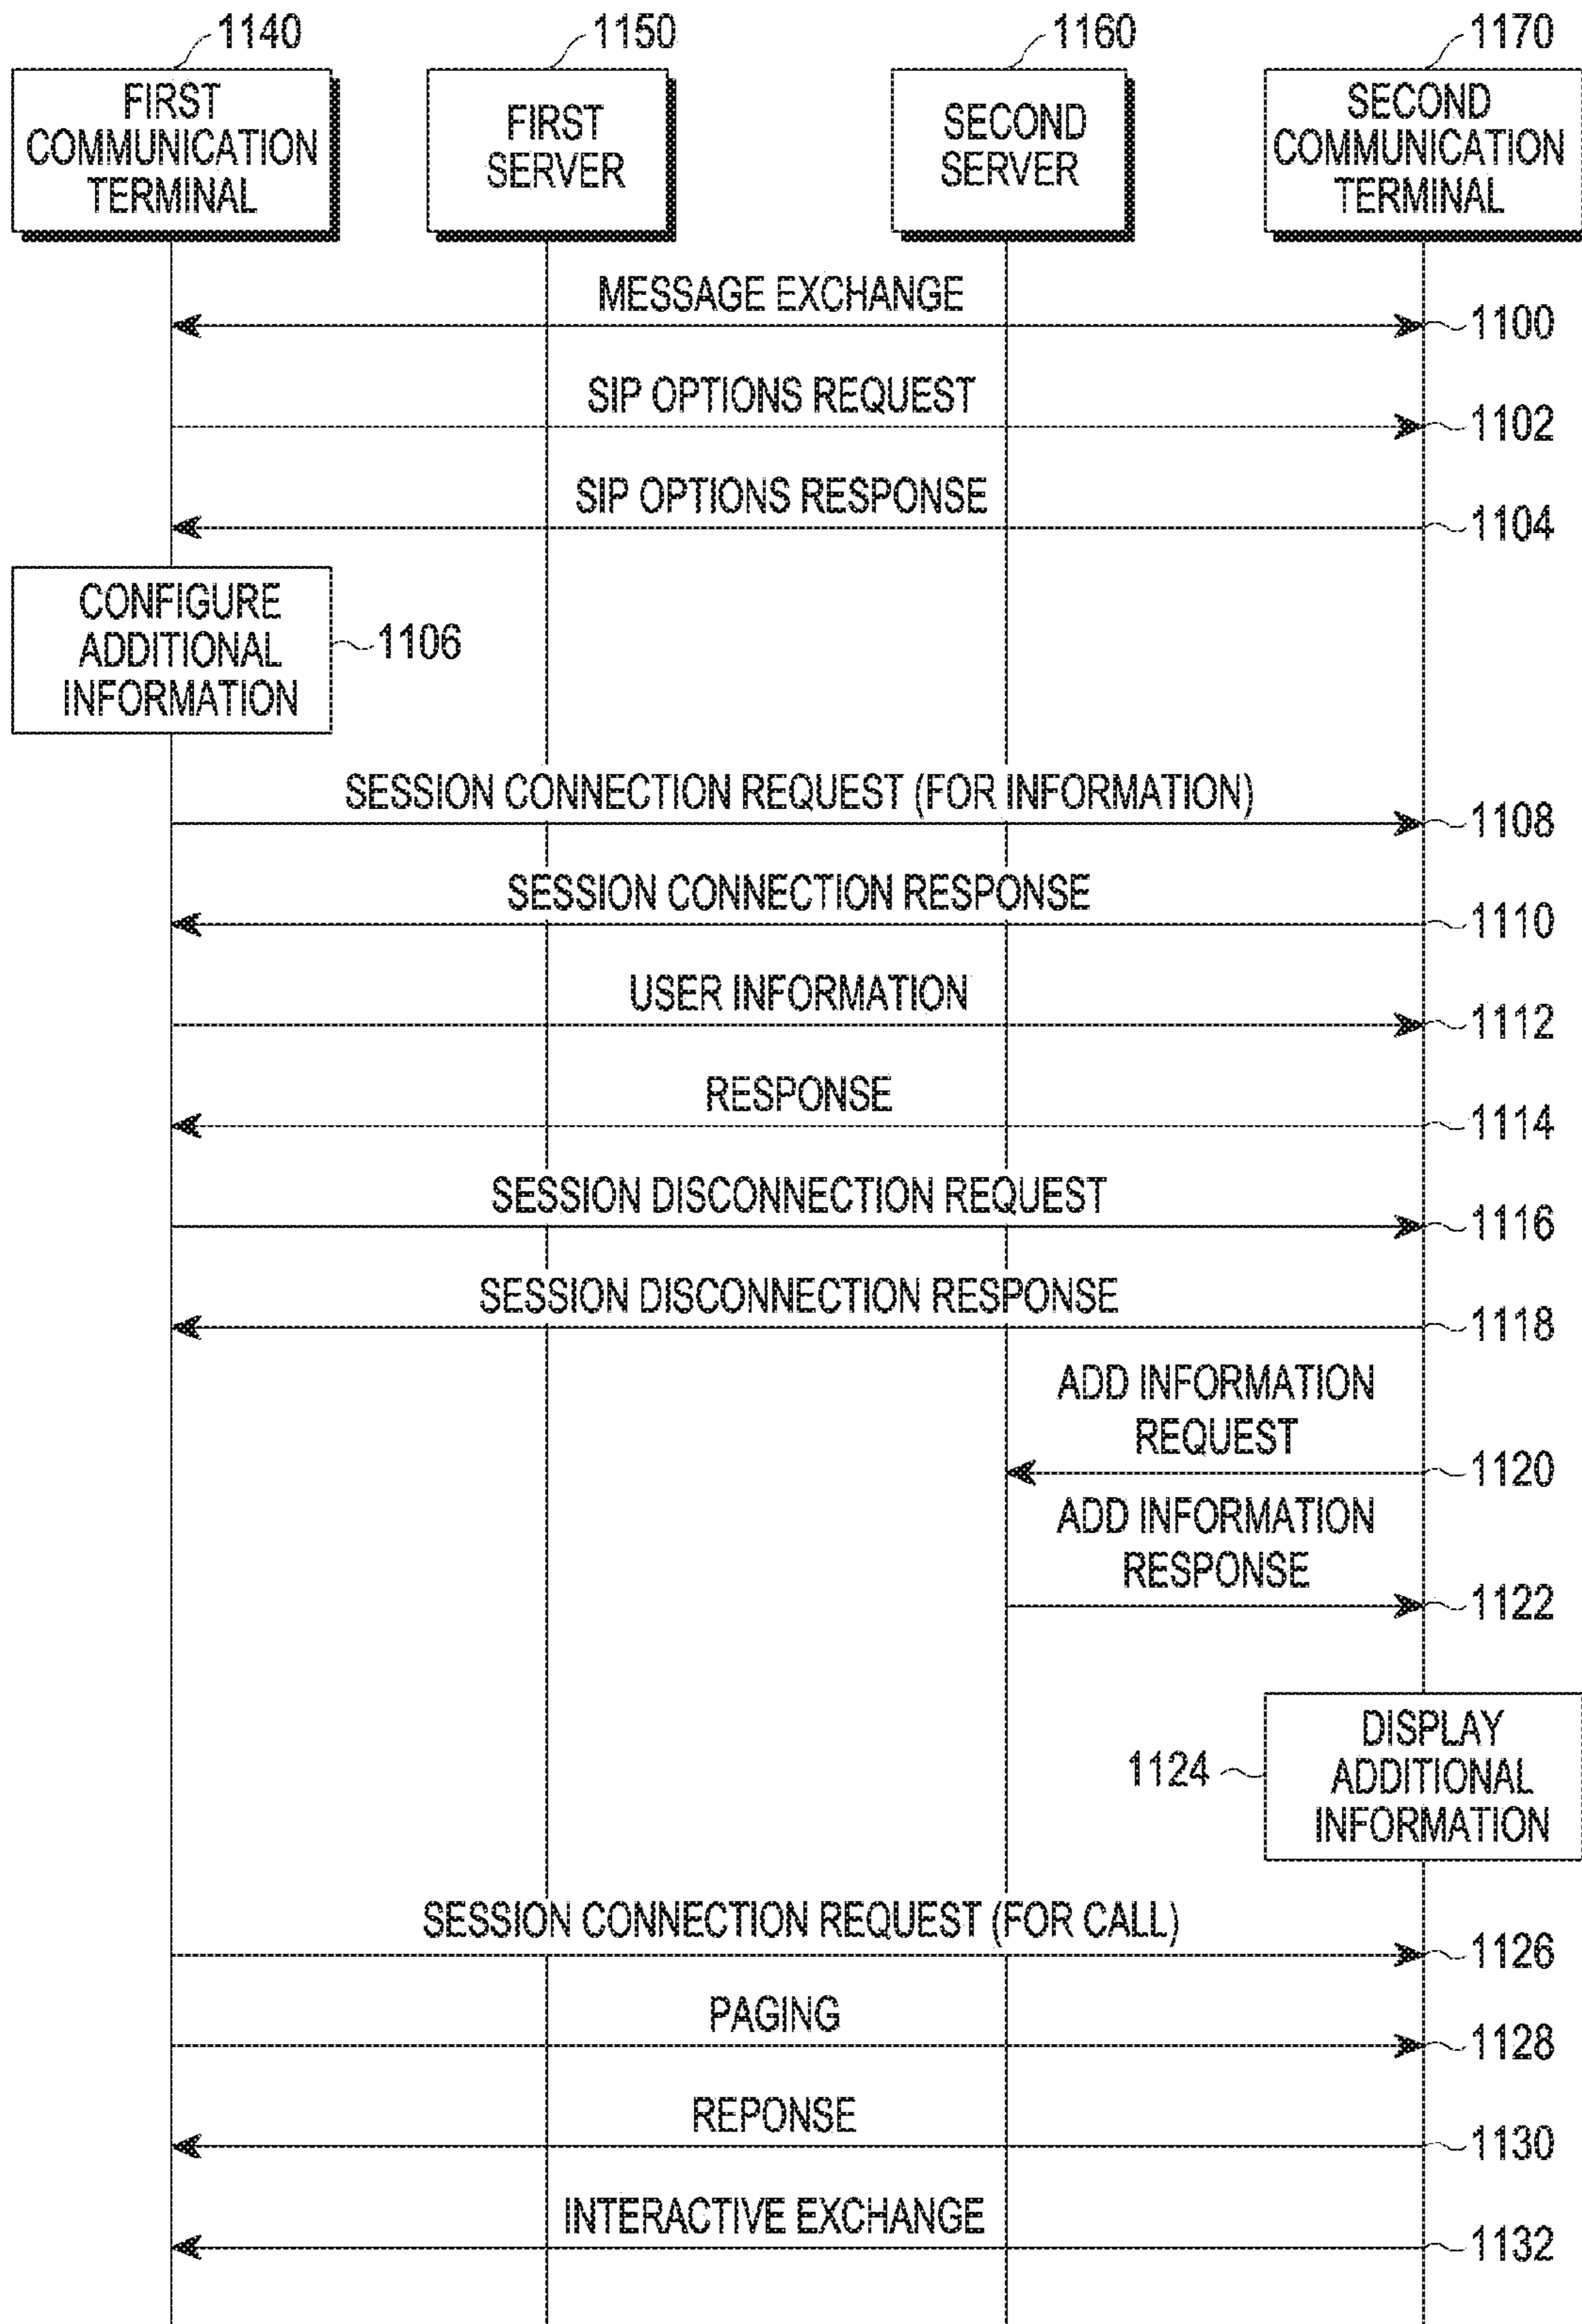 1140
1150
1160
1170
FIRST
COMMUNICATION
TERMINAL
FIRST
SERVER
SECOND
SERVER
SECOND
COMMUNICATION
TERMINAL
MESSAGE EXCHANGE
1100
SIP OPTIONS REQUEST
1102
SIP OPTIONS RESPONSE
1104
CONFIGURE
ADDITIONAL
INFORMATION
1106
SESSION CONNECTION REQUEST (FOR INFORMATION)
1108
SESSION CONNECTION RESPONSE
1110
USER INFORMATION
1112
RESPONSE
1114
SESSION DISCONNECTION REQUEST
1116
SESSION DISCONNECTION RESPONSE
1118
ADD INFORMATION
REQUEST
1120
ADD INFORMATION
RESPONSE
1122
DISPLAY
ADDITIONAL
INFORMATION
1124
SESSION CONNECTION REQUEST (FOR CALL)
1126
PAGING
1128
REPONSE
1130
INTERACTIVE EXCHANGE
1132